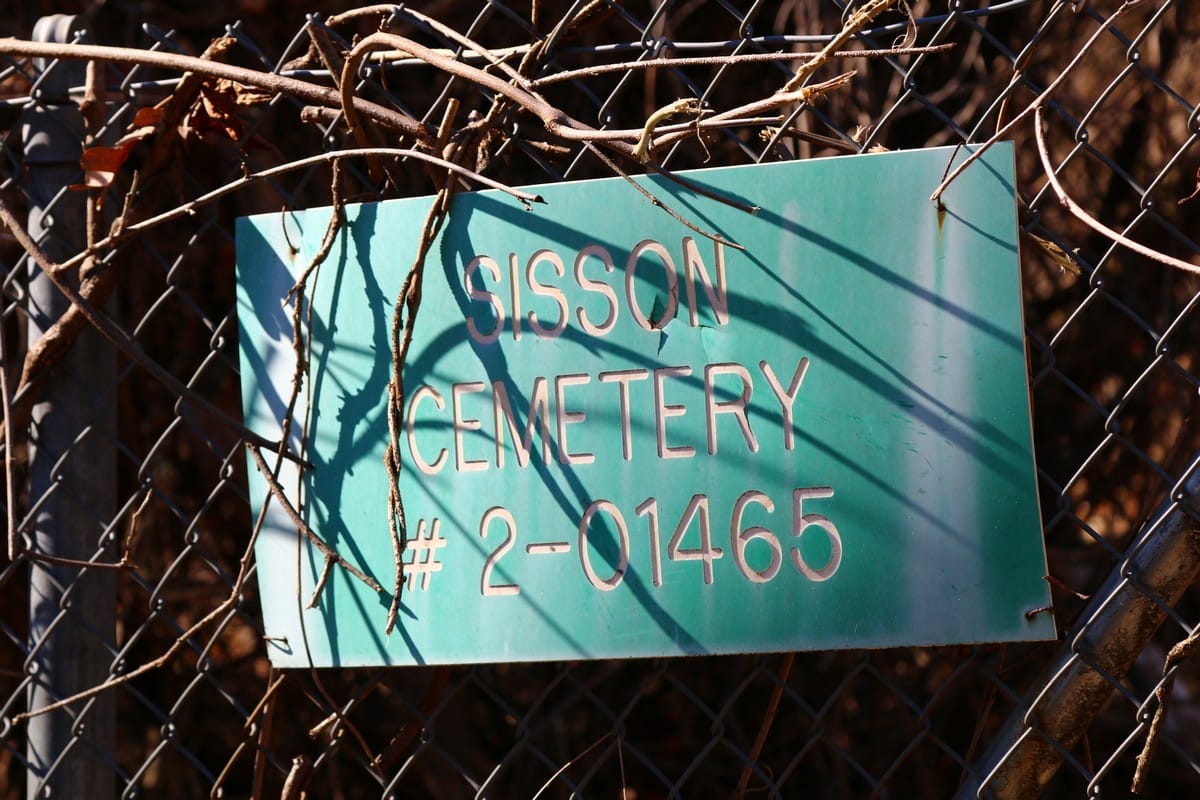 SISSON
CEMETERY
# 2-01465